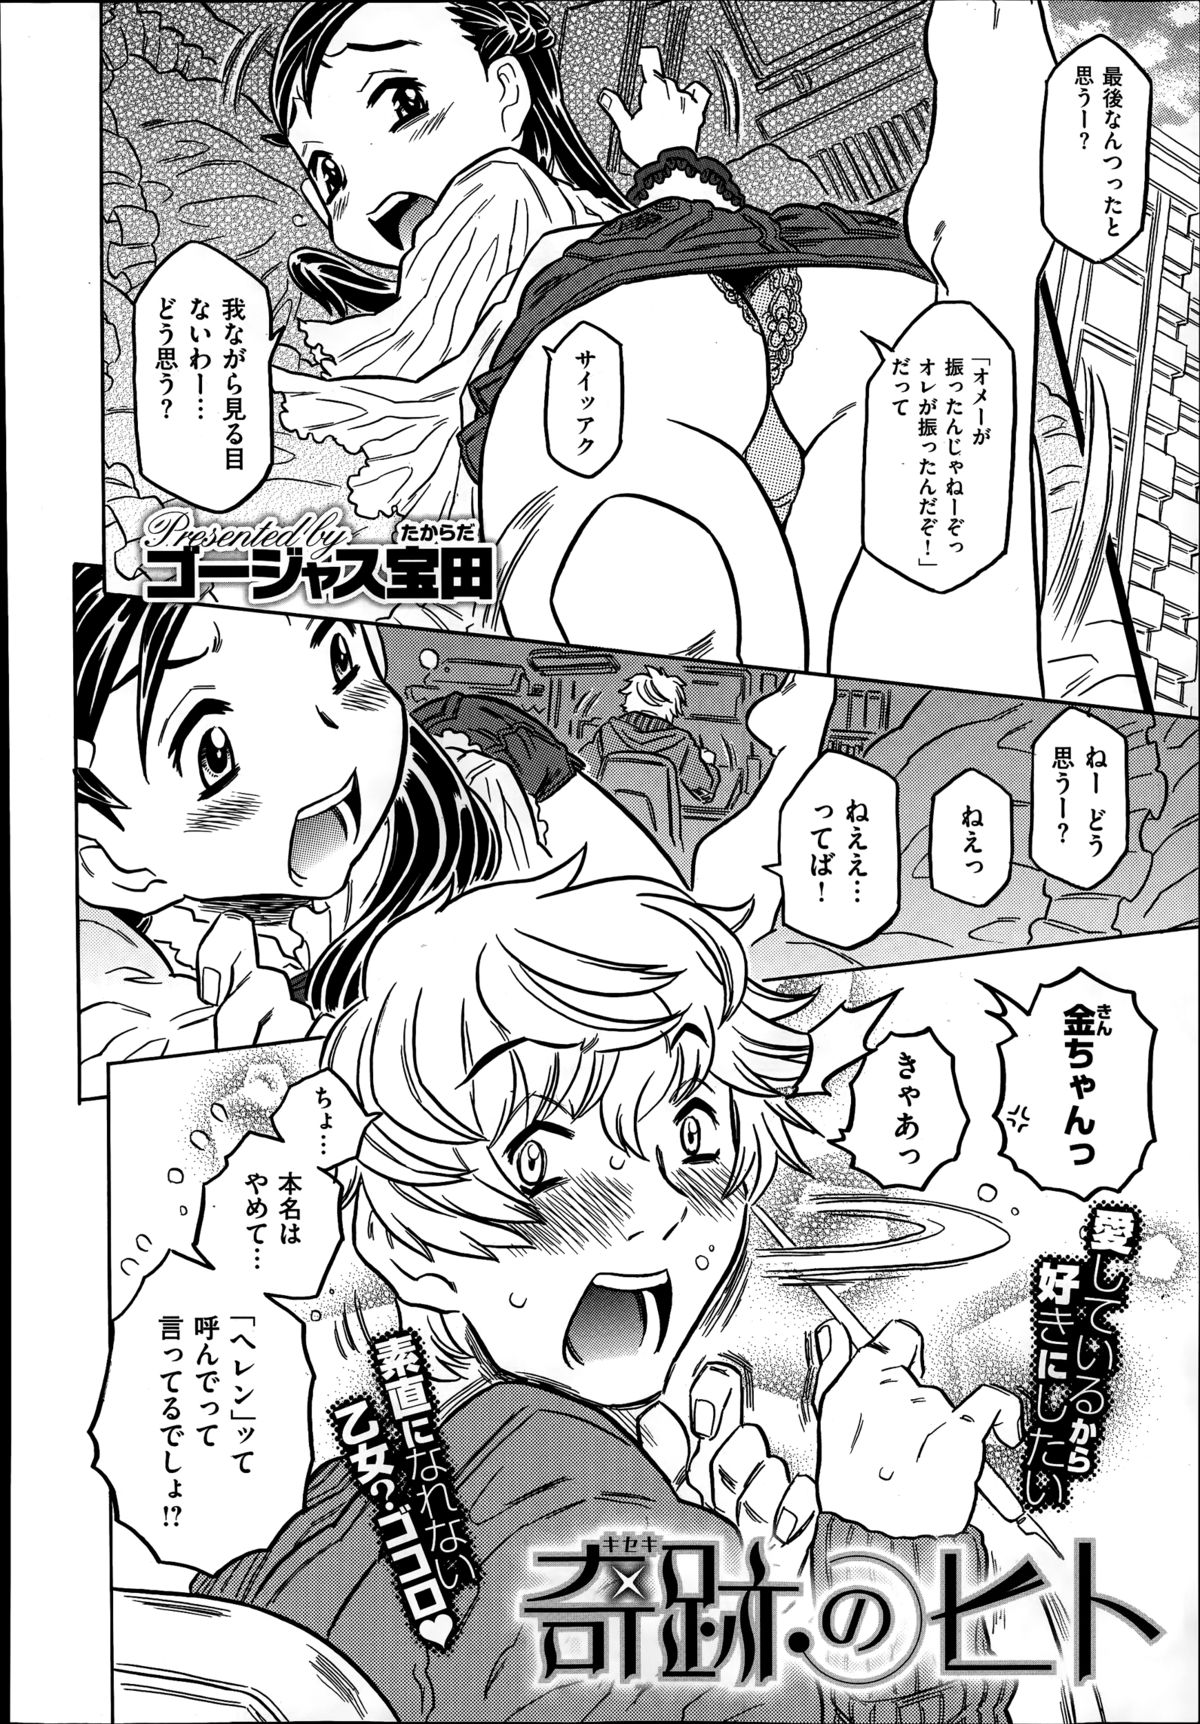 最後なんつったと
思うー？
「オメーが
振ったんじゃねーぞっ
オレが振ったんだぞ！」
だって
サイッアク
我ながら見る目
ないわー…
どう思う？
Presented by
たからだ
ゴージャス宝田
ねー どう
思うー？
ねえっ
ねええ…
ってば！
きん
金ちゃんっ
きゃあっ
ちょ…
本名は
やめて…
「ヘレン」ッて
呼んでって
言ってるでしょ!?
愛しているから
好きにしたい
素直になれない
乙女？ゴコロ♥
キセキ
奇跡のヒト